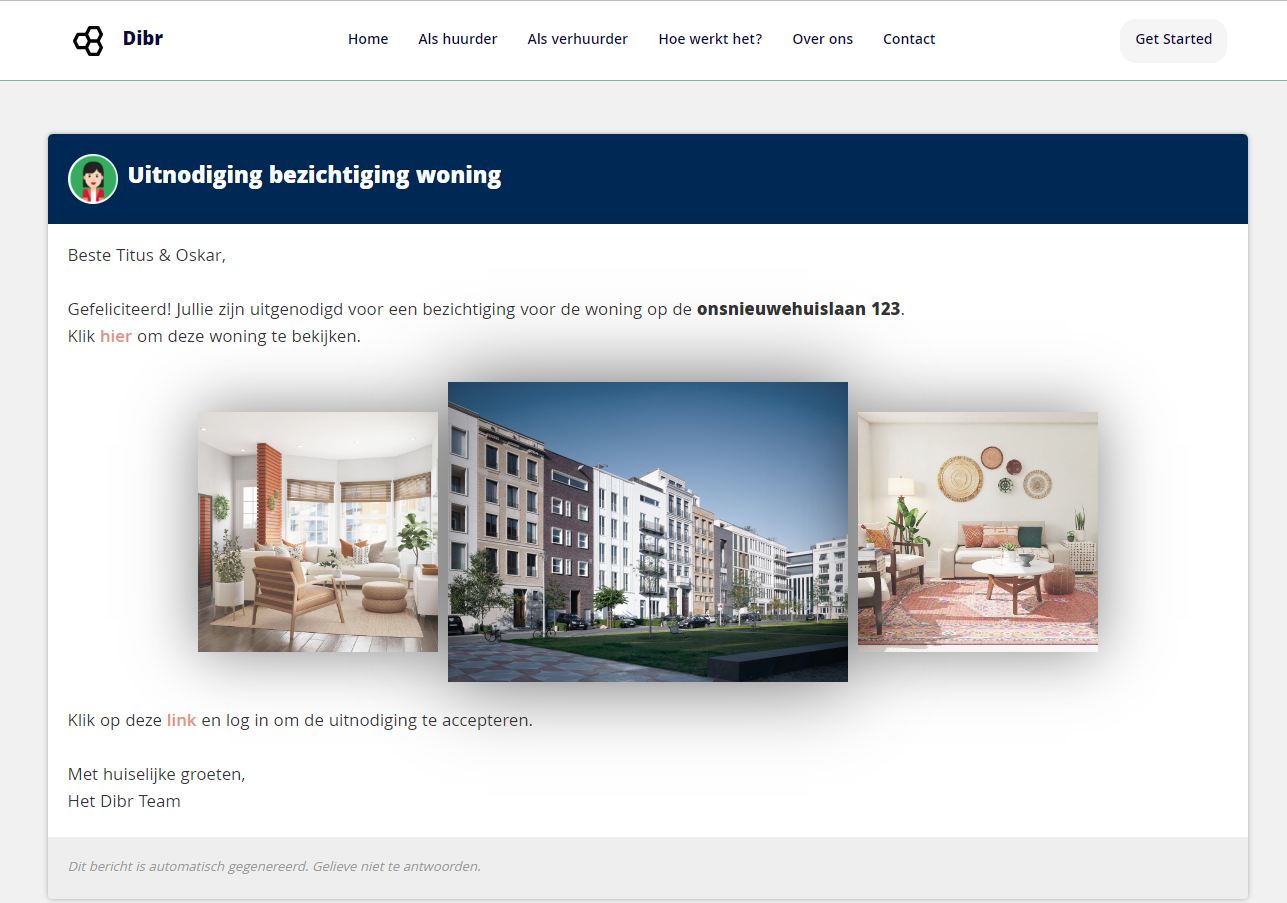 Dibr
Home Als huurder Als verhuurder Hoe werkt het? Over ons Contact
Get Started
Uitnodiging bezichtiging woning
Beste Titus & Oskar,
Gefeliciteerd! Jullie zijn uitgenodigd voor een bezichtiging voor de woning op de onsnieuwehuislaan 123.
Klik hier om deze woning te bekijken.
Klik op deze link en log in om de uitnodiging te accepteren.
Met huiselijke groeten,
Het Dibr Team
Dit bericht is automatisch gegenereerd. Gelieve niet te antwoorden.